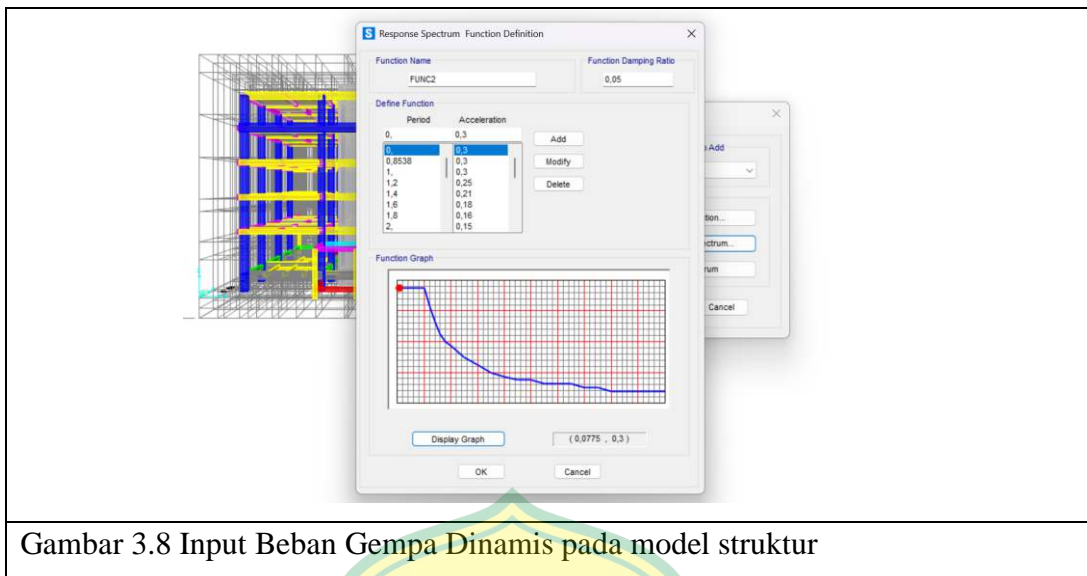 S Response Spectrum Function Definition
Function Name
Function Damping Ratio
FUNC2
0,05
Define Function
Period Acceleration
0, 0,3
Add
0, 0,3
0,8538 0,3
Modify
1, 0,3
1,2 0,25
Delete
1,4 0,21
1,6 0,18
1,8 0,16
2, 0,15
Function Graph
Display Graph
( 0,0775 , 0,3 )
OK
Cancel
Add
Cancel
Gambar 3.8 Input Beban Gempa Dinamis pada model struktur